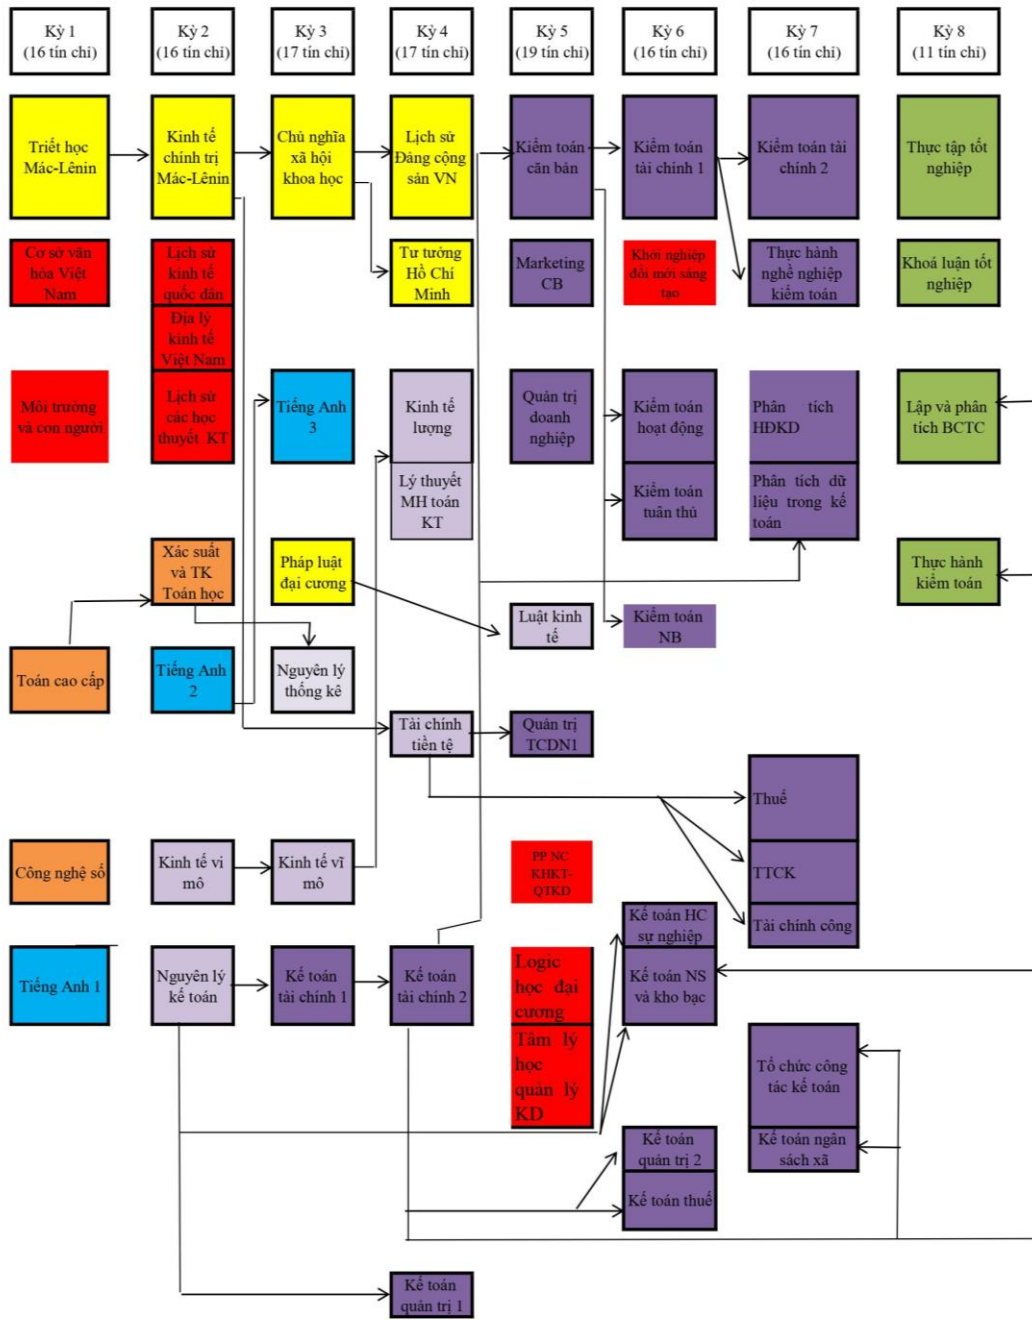 Kỳ 1
(16 tín chỉ)
Kỳ 2
(16 tín chỉ)
Kỳ 3
(17 tín chỉ)
Kỳ 4
(17 tín chỉ)
Kỳ 5
(19 tín chỉ)
Kỳ 6
(16 tín chỉ)
Kỳ 7
(16 tín chỉ)
Kỳ 8
(11 tín chỉ)
Triết học
Mác-Lênin
Kinh tế
chính trị
Mác-Lênin
Chủ nghĩa
xã hội
khoa học
Lịch sử
Đảng cộng
sản VN
Kiểm toán
căn bản
Kiểm toán
tài chính 1
Kiểm toán tài
chính 2
Thực tập tốt
nghiệp
Cơ sở văn
hóa Việt
Nam
Lịch sử
kinh tế
quốc dân
Tư tưởng
Hồ Chí
Minh
Marketing
CB
Khởi nghiệp
đổi mới sáng
tạo
Thực hành
nghề nghiệp
kiểm toán
Khoá luận tốt
nghiệp
Địa lý
kinh tế
Việt Nam
Môi trường
và con người
Lịch sử
các học
thuyết KT
Tiếng Anh
3
Kinh tế
lượng
Quản trị
doanh
nghiệp
Kiểm toán
hoạt động
Phân tích
HĐKD
Lập và phân
tích BCTC
Lý thuyết
MH toán
KT
Kiểm toán
tuân thủ
Phân tích dữ
liệu trong kế
toán
Xác suất
và TK
Toán học
Pháp luật
đại cương
Thực hành
kiểm toán
Luật kinh
tế
Kiểm toán
NB
Toán cao cấp
Tiếng Anh
2
Nguyên lý
thống kê
Tài chính
tiền tệ
Quản trị
TCDN1
Thuế
Công nghệ số
Kinh tế vi
mô
Kinh tế vĩ
mô
PP NC
KHKT-
QTKD
TTCK
Kế toán HC
sự nghiệp
Tài chính công
Tiếng Anh 1
Nguyên lý
kế toán
Kế toán
tài chính 1
Kế toán
tài chính 2
Logic
học đại
cương
Kế toán NS
và kho bạc
Tâm lý
học
quản lý
KD
Tổ chức công
tác kế toán
Kế toán
quản trị 2
Kế toán ngân
sách xã
Kế toán thuế
Kế toán
quản trị 1